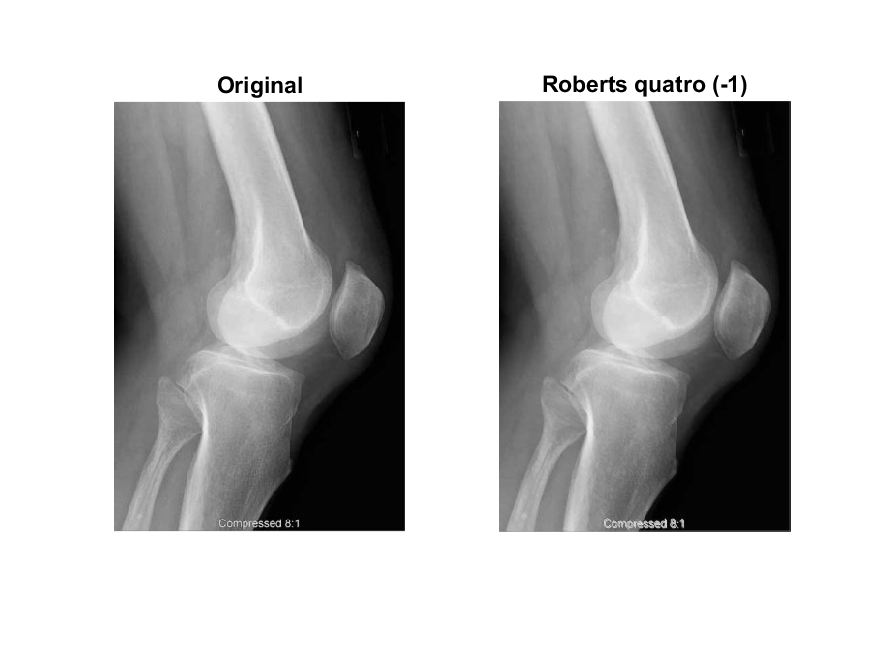 Original
Roberts quatro (-1)
Compressed 8:1
Compressed 8:1